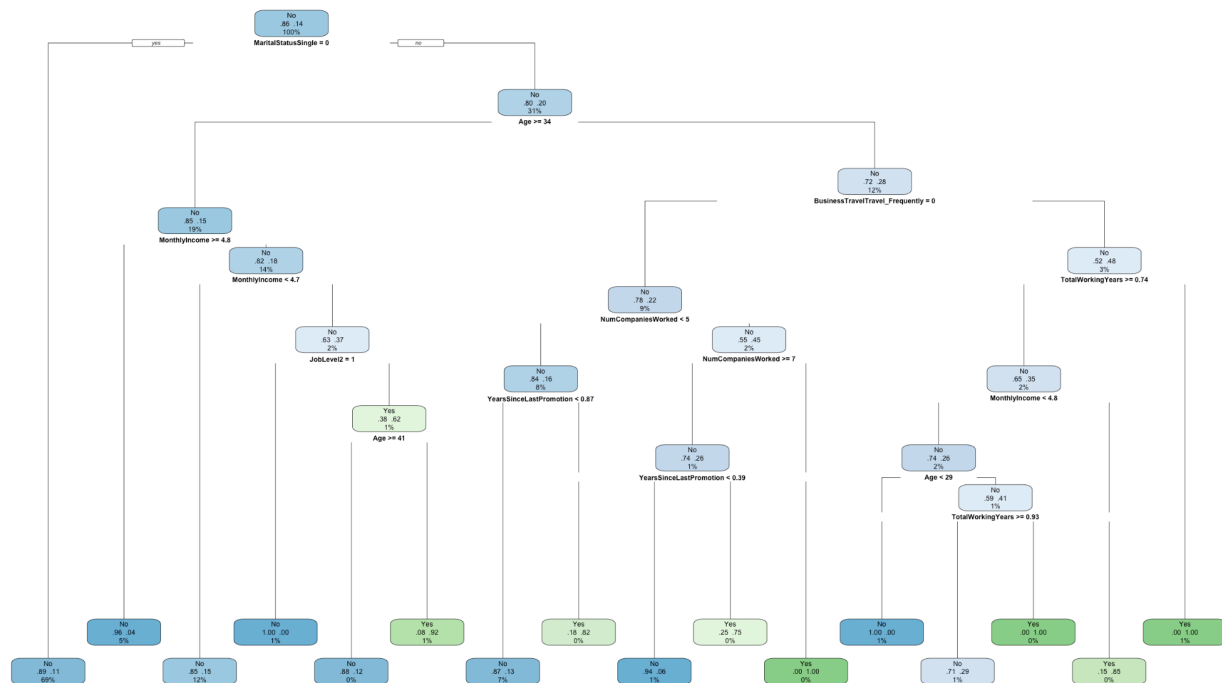 No
.86 .14
100%
MaritalStatusSingle = 0
yes
no
No
.80 .20
31%
Age >= 34
No
.72 .28
12%
BusinessTravelTravel_Frequently = 0
No
.85 .15
19%
MonthlyIncome >= 4.8
No
.82 .18
14%
MonthlyIncome < 4.7
No
.52 .48
3%
TotalWorkingYears >= 0.74
No
.78 .22
9%
NumCompaniesWorked < 5
No
.63 .37
2%
JobLevel2 = 1
No
.55 .45
2%
NumCompaniesWorked >= 7
No
.84 .16
8%
YearsSinceLastPromotion < 0.87
No
.65 .35
2%
MonthlyIncome < 4.8
Yes
.38 .62
1%
Age >= 41
No
.74 .26
1%
YearsSinceLastPromotion < 0.39
No
.74 .26
2%
Age < 29
No
.59 .41
1%
TotalWorkingYears >= 0.93
No
.96 .04
5%
No
1.00 .00
1%
Yes
.08 .92
1%
Yes
.18 .82
0%
Yes
.25 .75
0%
No
1.00 .00
1%
Yes
.00 1.00
0%
Yes
.00 1.00
1%
No
.89 .11
69%
No
.85 .15
12%
No
.88 .12
0%
No
.87 .13
7%
No
.94 .06
1%
Yes
.00 1.00
0%
No
.71 .29
1%
Yes
.15 .85
0%